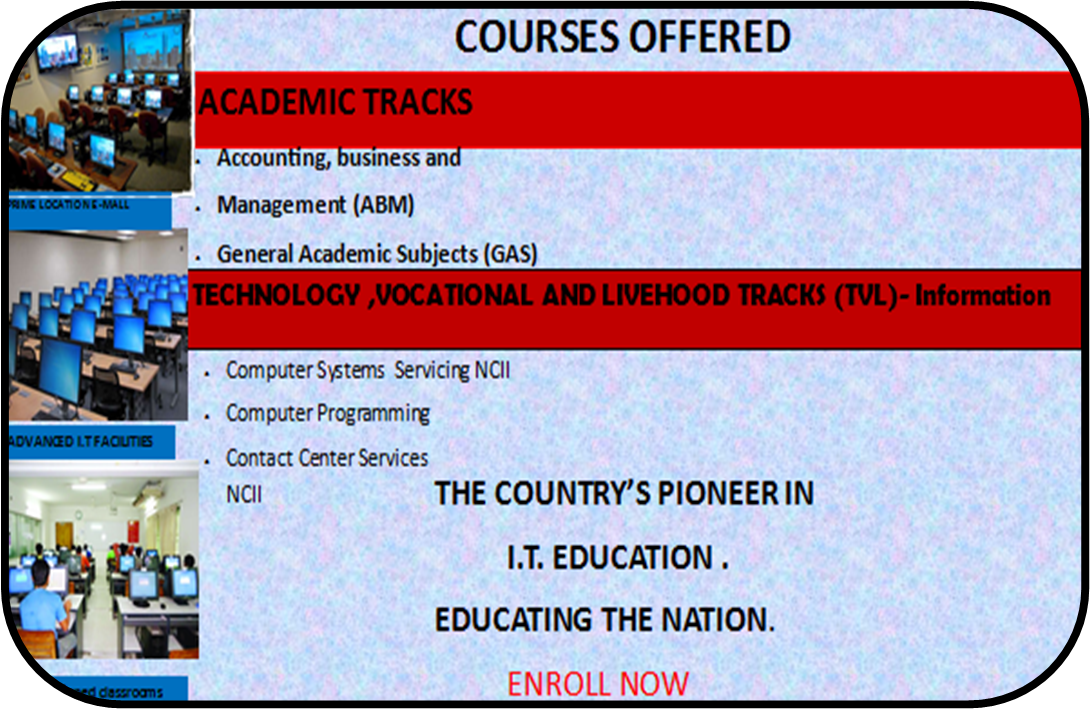 COURSES OFFERED
ACADEMIC TRACKS
Accounting, business and
Management (ABM)
General Academic Subjects (GAS)
TECHNOLOGY ,VOCATIONAL AND LIVEHOOD TRACKS (TVL)- Information
Computer Systems Servicing NCII
Computer Programming
Contact Center Services
NCII
THE COUNTRY’S PIONEER IN
I.T. EDUCATION .
EDUCATING THE NATION.
ENROLL NOW
PRIME LOCATION E-MALL
ADVANCED I.T FACILITIES
classrooms